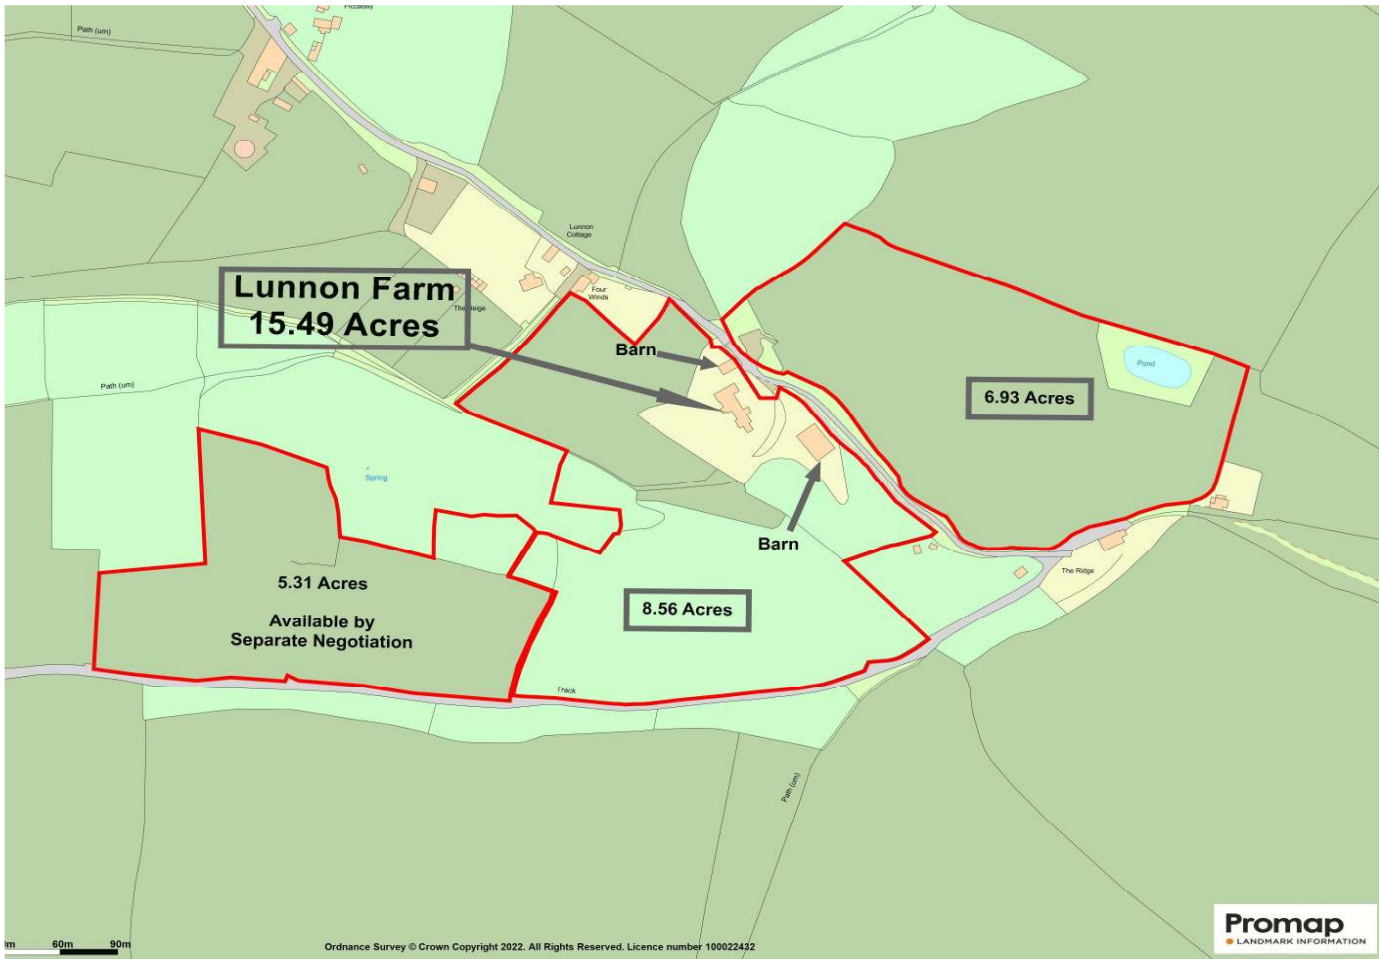 Piccadilly
Path (um)
Lunnon
Cottage
Lunnon Farm
15.49 Acres
Four
Winds
Barn
Pond
6.93 Acres
Path (um)
Spring
Barn
The Ridge
5.31 Acres
Available by
Separate Negotiation
8.56 Acres
Track
Path (um)
60m
90m
Ordnance Survey © Crown Copyright 2022. All Rights Reserved. Licence number 100022432
Promap
LANDMARK INFORMATION